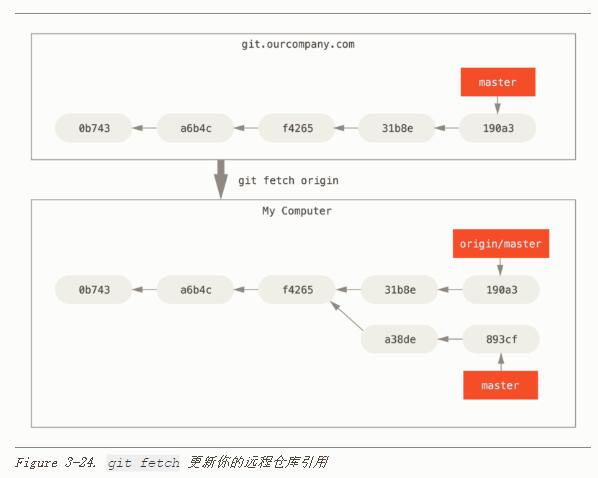 git.ourcompany.com
master
0b743 a6b4c f4265 31b8e 190a3
git fetch origin
My Computer
origin/master
0b743 a6b4c f4265 31b8e 190a3
a38de 893cf
master
Figure 3-24. git fetch 更新你的远程仓库引用